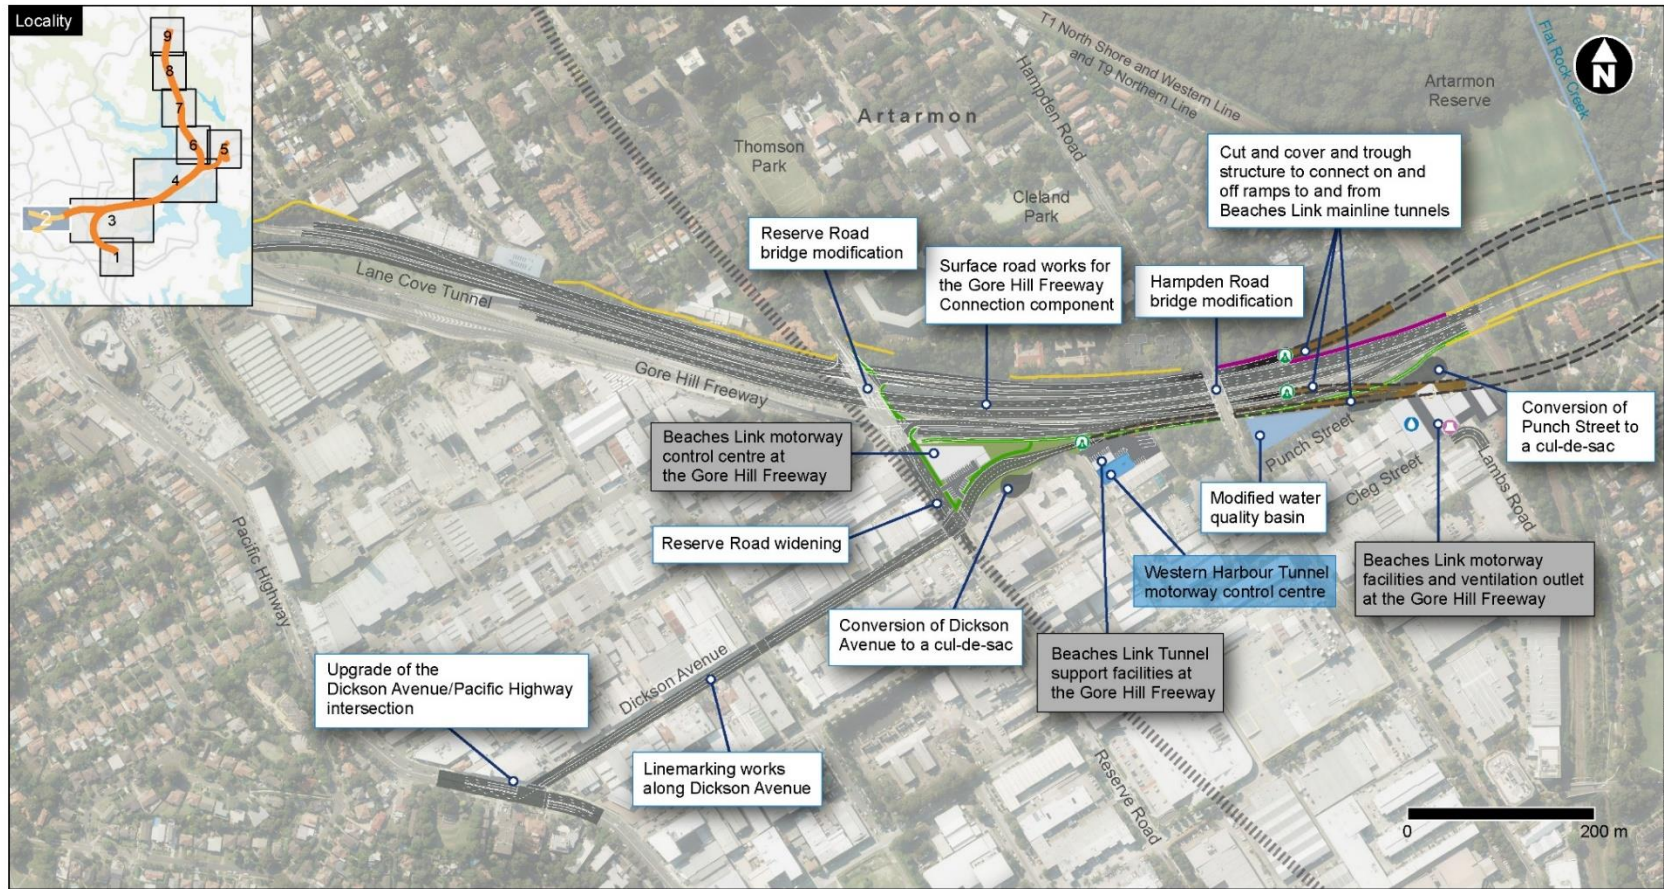 Locality
9
8
7
6
5
4
2
3
1
T1 North Shore and Western Line
and T9 Northern Line
Hampden Road
Flat Rock Creek
N
Artarmon
Reserve
Artarmon
Thomson
Park
Cleland
Park
Cut and cover and trough
structure to connect on and
off ramps to and from
Beaches Link mainline tunnels
Reserve Road
bridge modification
Surface road works for
the Gore Hill Freeway
Connection component
Hampden Road
bridge modification
Lane Cove Tunnel
Gore Hill Freeway
Beaches Link motorway
control centre at
the Gore Hill Freeway
Conversion of
Punch Street to
a cul-de-sac
Punch Street
Cleg Street
Lambs Road
Modified water
quality basin
Pacific Highway
Reserve Road widening
Western Harbour Tunnel
motorway control centre
Beaches Link motorway
facilities and ventilation outlet
at the Gore Hill Freeway
Conversion of Dickson
Avenue to a cul-de-sac
Beaches Link Tunnel
support facilities at
the Gore Hill Freeway
Upgrade of the
Dickson Avenue/Pacific Highway
intersection
Dickson Avenue
Linemarking works
along Dickson Avenue
Reserve Road
0
200 m